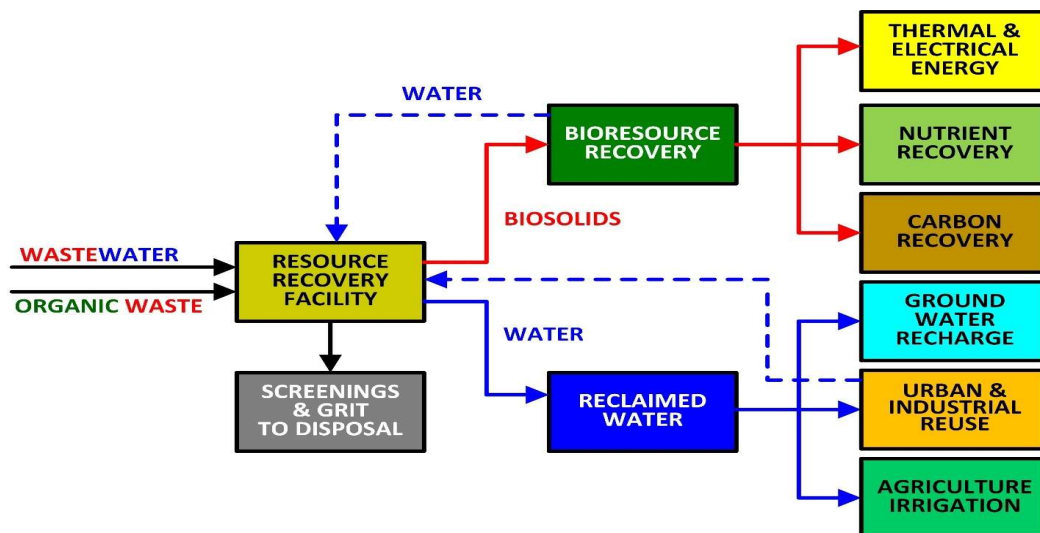 THERMAL &
ELECTRICAL
ENERGY
WATER
BIORESOURCE
RECOVERY
NUTRIENT
RECOVERY
BIOSOLIDS
CARBON
RECOVERY
WASTEWATER
ORGANIC WASTE
RESOURCE
RECOVERY
FACILITY
GROUND
WATER
RECHARGE
WATER
SCREENINGS
& GRIT
TO DISPOSAL
RECLAIMED
WATER
URBAN &
INDUSTRIAL
REUSE
AGRICULTURE
IRRIGATION